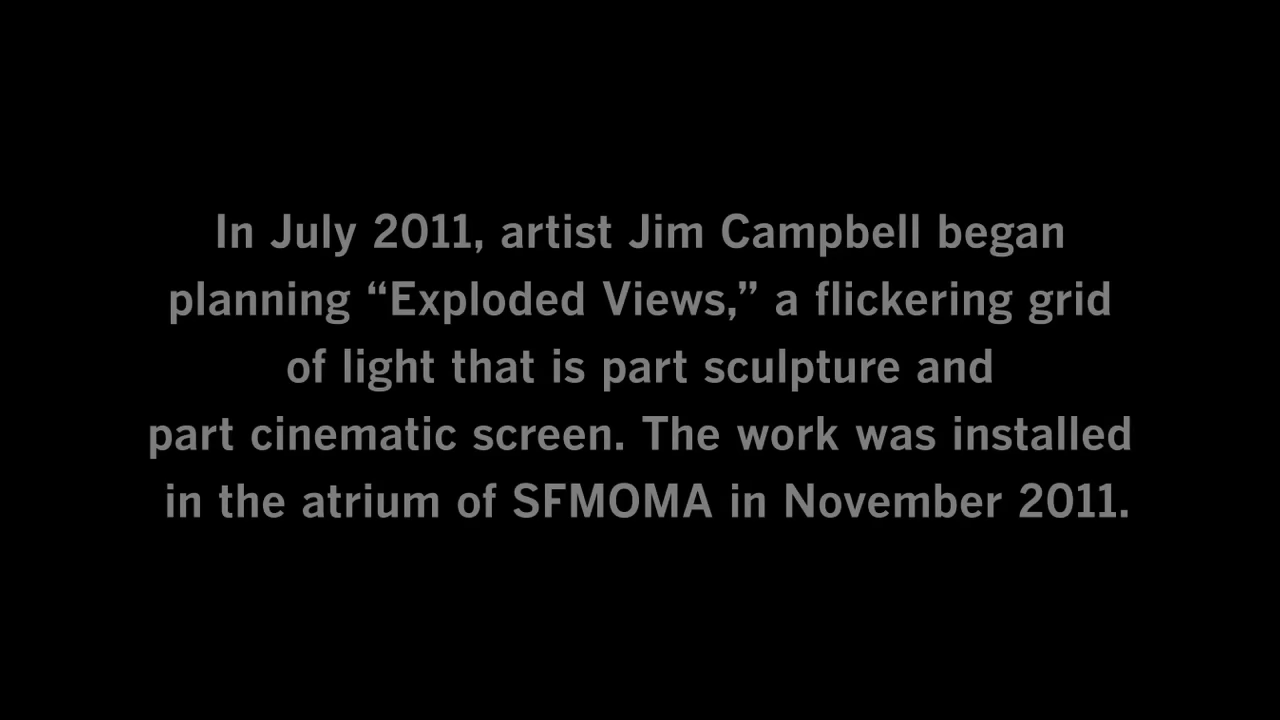 In July 2011, artist Jim Campbell began
planning “Exploded Views,” a flickering grid
of light that is part sculpture and
part cinematic screen. The work was installed
in the atrium of SFMOMA in November 2011.